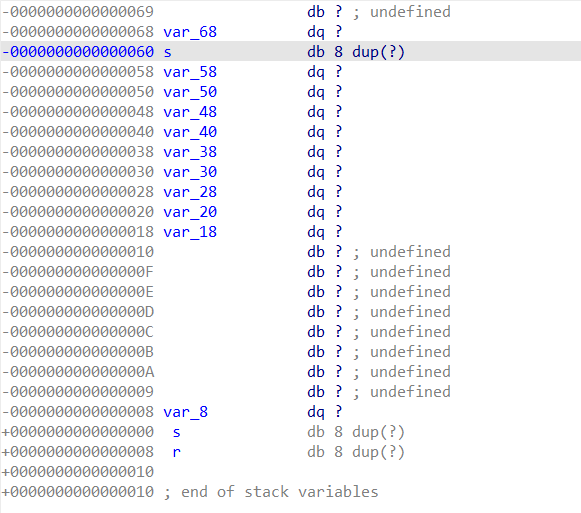 -0000000000000069                 db ? ; undefined
-0000000000000068 var_68          dq ?
-0000000000000060 s               db 8 dup(?)
-0000000000000058 var_58          dq ?
-0000000000000050 var_50          dq ?
-0000000000000048 var_48          dq ?
-0000000000000040 var_40          dq ?
-0000000000000038 var_38          dq ?
-0000000000000030 var_30          dq ?
-0000000000000028 var_28          dq ?
-0000000000000020 var_20          dq ?
-0000000000000018 var_18          dq ?
-0000000000000010                 db ? ; undefined
-000000000000000F                 db ? ; undefined
-000000000000000E                 db ? ; undefined
-000000000000000D                 db ? ; undefined
-000000000000000C                 db ? ; undefined
-000000000000000B                 db ? ; undefined
-000000000000000A                 db ? ; undefined
-0000000000000009                 db ? ; undefined
-0000000000000008 var_8           dq ?
+0000000000000000  s              db 8 dup(?)
+0000000000000008  r              db 8 dup(?)
+0000000000000010
+0000000000000010 ; end of stack variables